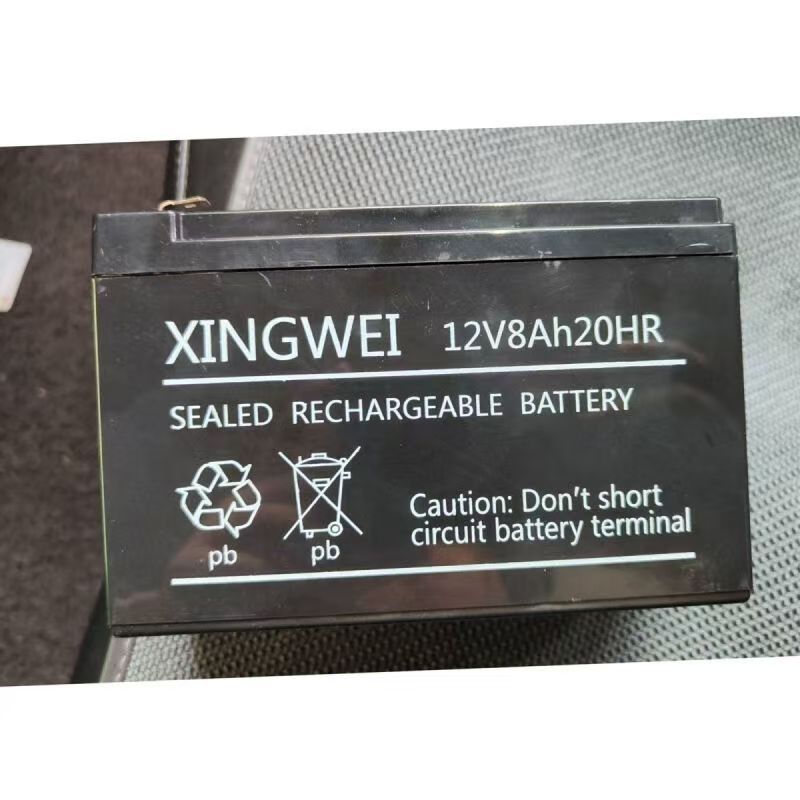 XINGWEI 12V8Ah20HR
SEALED RECHARGEABLE BATTERY
Caution: Don't short
circuit battery terminal
pb pb